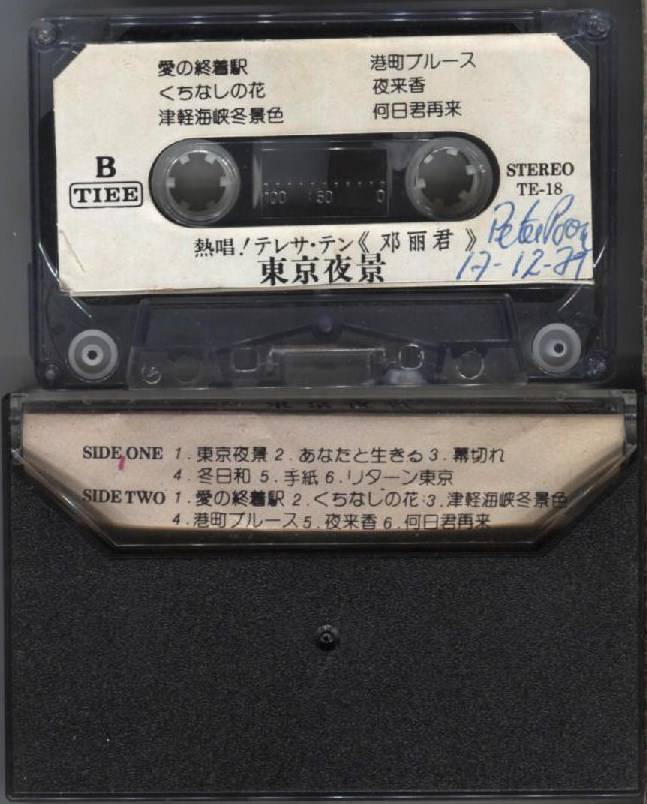 愛の終着駅 港町ブルース
くちなしの花 夜来香
津軽海峡冬景色 何日君再来
B
TIEE
STEREO
TE-18
100 50 0
熱唱!テレサ・テン《邓丽君》
東京夜景
Peter Poon
17-12-87
SIDE ONE 1.東京夜景 2.あなたと生きる 3.幕切れ
4.冬日和 5.手紙 6.リターン東京
SIDE TWO 1.愛の終着駅 2.くちなしの花 3.津軽海峡冬景色
4.港町ブルース 5.夜来香 6.何日君再来